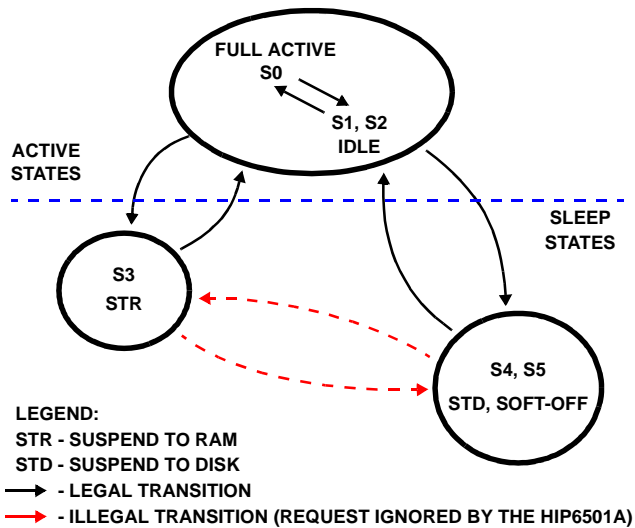 FULL ACTIVE
S0
S1, S2
IDLE
ACTIVE
STATES
SLEEP
STATES
S3
STR
S4, S5
STD, SOFT-OFF
LEGEND:
STR - SUSPEND TO RAM
STD - SUSPEND TO DISK
- LEGAL TRANSITION
- ILLEGAL TRANSITION (REQUEST IGNORED BY THE HIP6501A)